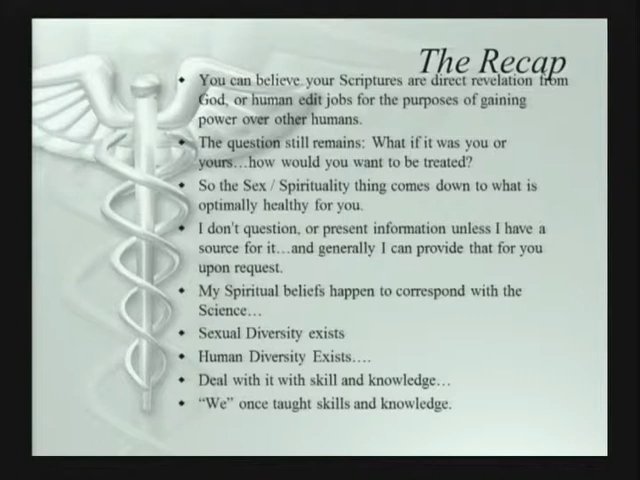 The Recap
• You can believe your Scriptures are direct revelation from
God, or human edit jobs for the purposes of gaining
power over other humans.
• The question still remains: What if it was you or
yours…how would you want to be treated?
• So the Sex / Spirituality thing comes down to what is
optimally healthy for you.
• I don't question, or present information unless I have a
source for it…and generally I can provide that for you
upon request.
• My Spiritual beliefs happen to correspond with the
Science…
• Sexual Diversity exists
• Human Diversity Exists….
• Deal with it with skill and knowledge…
• “We” once taught skills and knowledge.